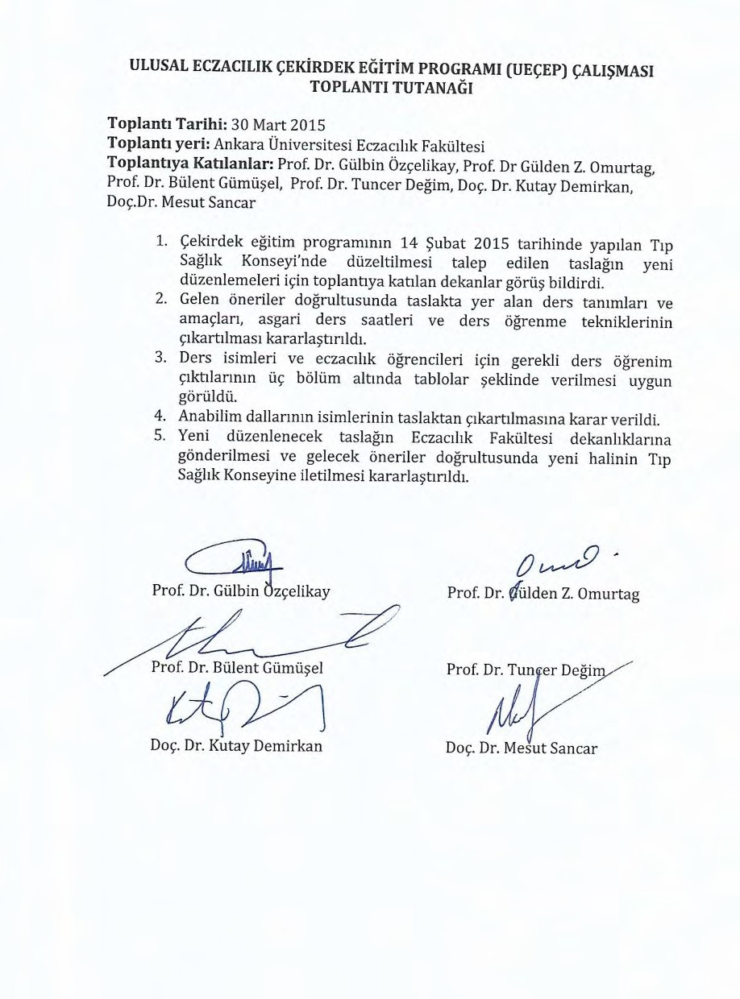 ULUSAL ECZACILIK ÇEKİRDEK EĞİTİM PROGRAMI (UEÇEP) ÇALIŞMASI
TOPLANTI TUTANAĞI
Toplantı Tarihi: 30 Mart 2015
Toplantı yeri: Ankara Üniversitesi Eczacılık Fakültesi
Toplantıya Katılanlar: Prof. Dr. Gülbin Özçelikay, Prof. Dr Gülden Z. Omurtag,
Prof. Dr. Bülent Gümüşel, Prof. Dr. Tuncer Değim, Doç. Dr. Kutay Demirkan,
Doç.Dr. Mesut Sancar
1. Çekirdek eğitim programının 14 Şubat 2015 tarihinde yapılan Tıp
Sağlık Konseyi'nde düzeltilmesi talep edilen taslağın yeni
düzenlemeleri için toplantıya katılan dekanlar görüş bildirdi.
2. Gelen öneriler doğrultusunda taslakta yer alan ders tanımları ve
amaçları, asgari ders saatleri ve ders öğrenme tekniklerinin
çıkartılması kararlaştırıldı.
3. Ders isimleri ve eczacılık öğrencileri için gerekli ders öğrenim
çıktılarının üç bölüm altında tablolar şeklinde verilmesi uygun
görüldü.
4. Anabilim dallarının isimlerinin taslaktan çıkartılmasına karar verildi.
5. Yeni düzenlenecek taslağın Eczacılık Fakültesi dekanlıklarına
gönderilmesi ve gelecek öneriler doğrultusunda yeni halinin Tıp
Sağlık Konseyine iletilmesi kararlaştırıldı.
Prof. Dr. Gülbin Özçelikay
Prof. Dr. Gülden Z. Omurtag
Prof. Dr. Bülent Gümüşel
Prof. Dr. Tunçer Değim
Doç. Dr. Kutay Demirkan
Doç. Dr. Mesut Sancar